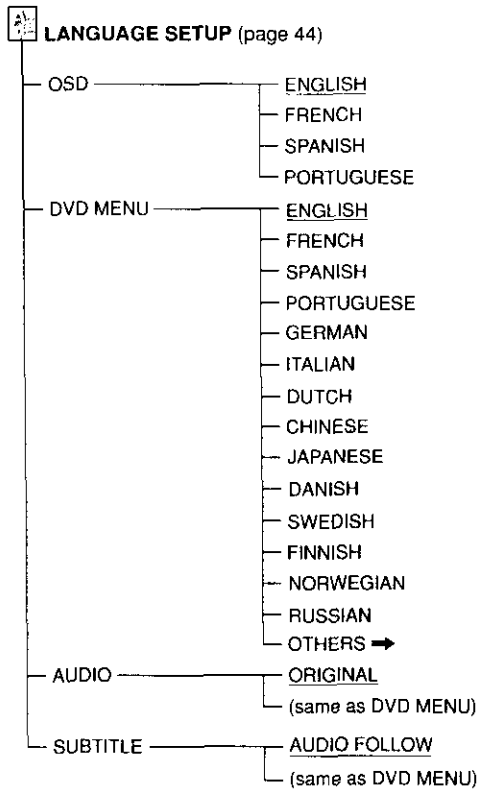 LANGUAGE SETUP (page 44)
OSD ENGLISH
FRENCH
SPANISH
PORTUGUESE
DVD MENU ENGLISH
FRENCH
SPANISH
PORTUGUESE
GERMAN
ITALIAN
DUTCH
CHINESE
JAPANESE
DANISH
SWEDISH
FINNISH
NORWEGIAN
RUSSIAN
OTHERS ➡
AUDIO ORIGINAL
(same as DVD MENU)
SUBTITLE AUDIO FOLLOW
(same as DVD MENU)